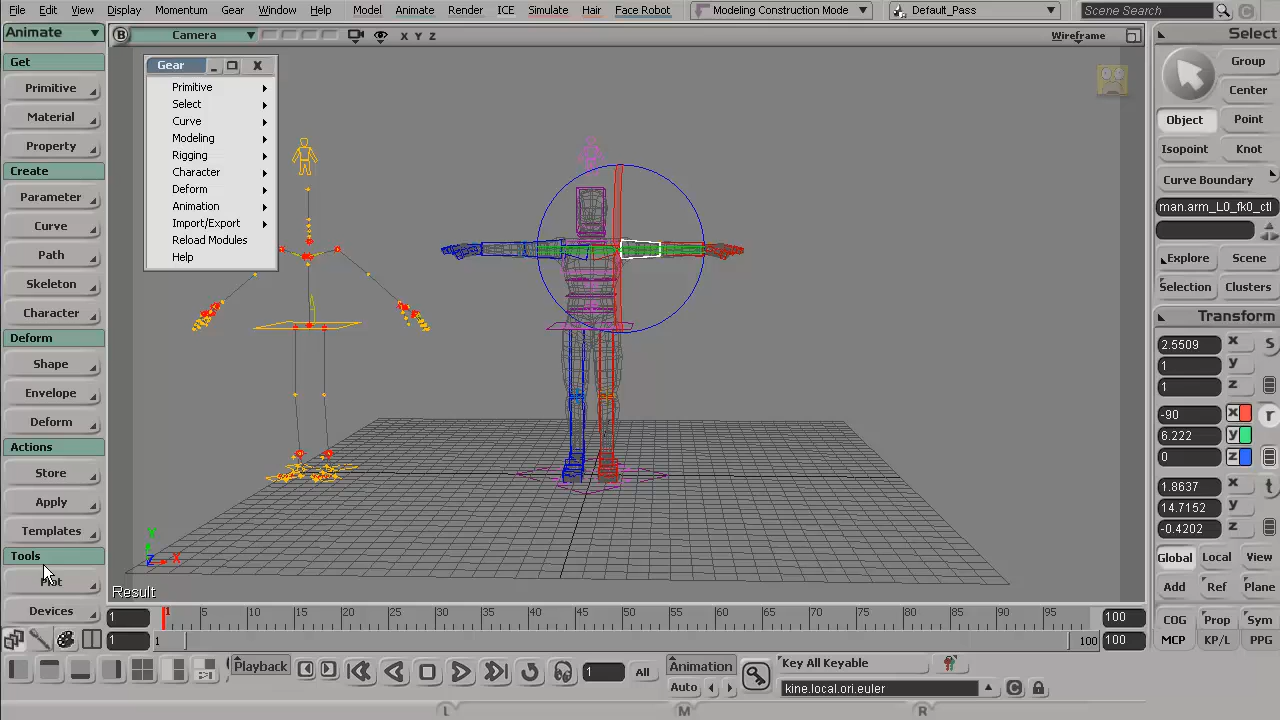 File Edit View Display Momentum Gear Window Help Model Animate Render ICE Simulate Hair Face Robot Modeling Construction Mode Default_Pass Scene Search
Animate
B Camera X Y Z Wireframe
Select
Get
Primitive
Material
Property
Create
Parameter
Curve
Path
Skeleton
Character
Deform
Shape
Envelope
Deform
Actions
Store
Apply
Templates
Tools
Plot
Devices
Gear
Primitive
Select
Curve
Modeling
Rigging
Character
Deform
Animation
Import/Export
Reload Modules
Help
Y
Z X
Result
Group
Center
Object Point
Isopoint Knot
Curve Boundary
man.arm_L0_fk0_ctl
Explore Scene
Selection Clusters
Transform
2.5509 X S
1 y
1 z
-90 X r
6.222 y
0 z
1.8637 X t
14.7152 y
-0.4202 z
Global Local View
Add Ref Plane
COG Prop Sym
MCP KP/L PPG
1 1 5 10 15 20 25 30 35 40 45 50 55 60 65 70 75 80 85 90 95 100
1 1 100 100
Playback 1 All Animation Key All Keyable
Auto kine.local.ori.euler C
L M R